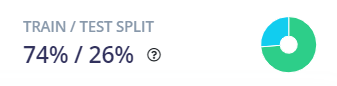 TRAIN / TEST SPLIT
74% / 26% ?